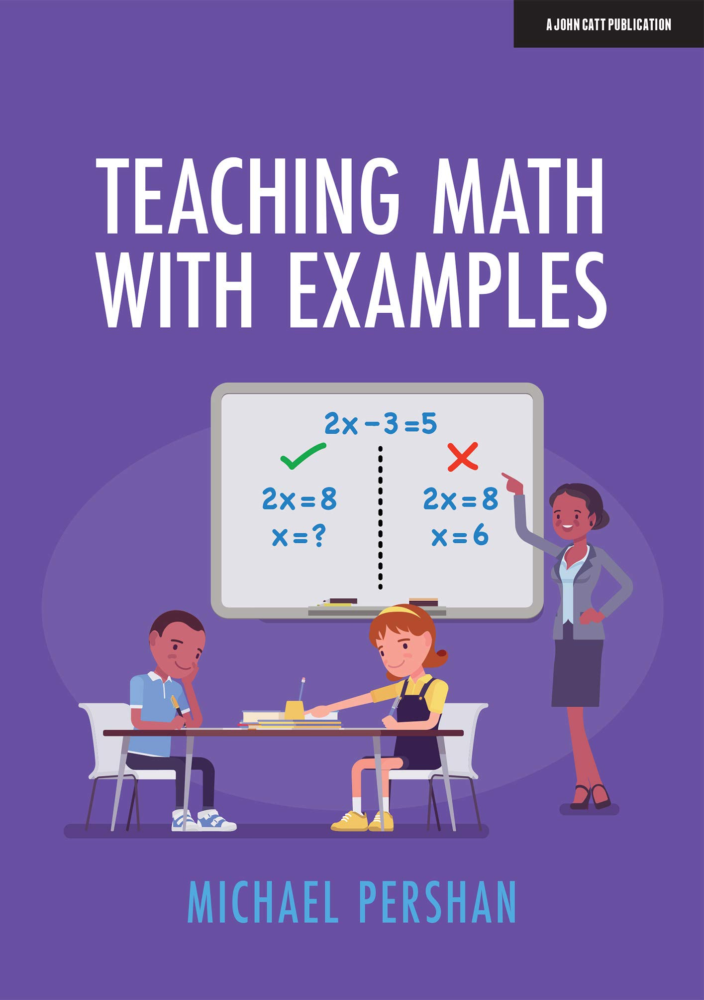 A JOHN CATT PUBLICATION
TEACHING MATH
WITH EXAMPLES
2x-3=5
2x=8
x=?
2x=8
x=6
MICHAEL PERSHAN